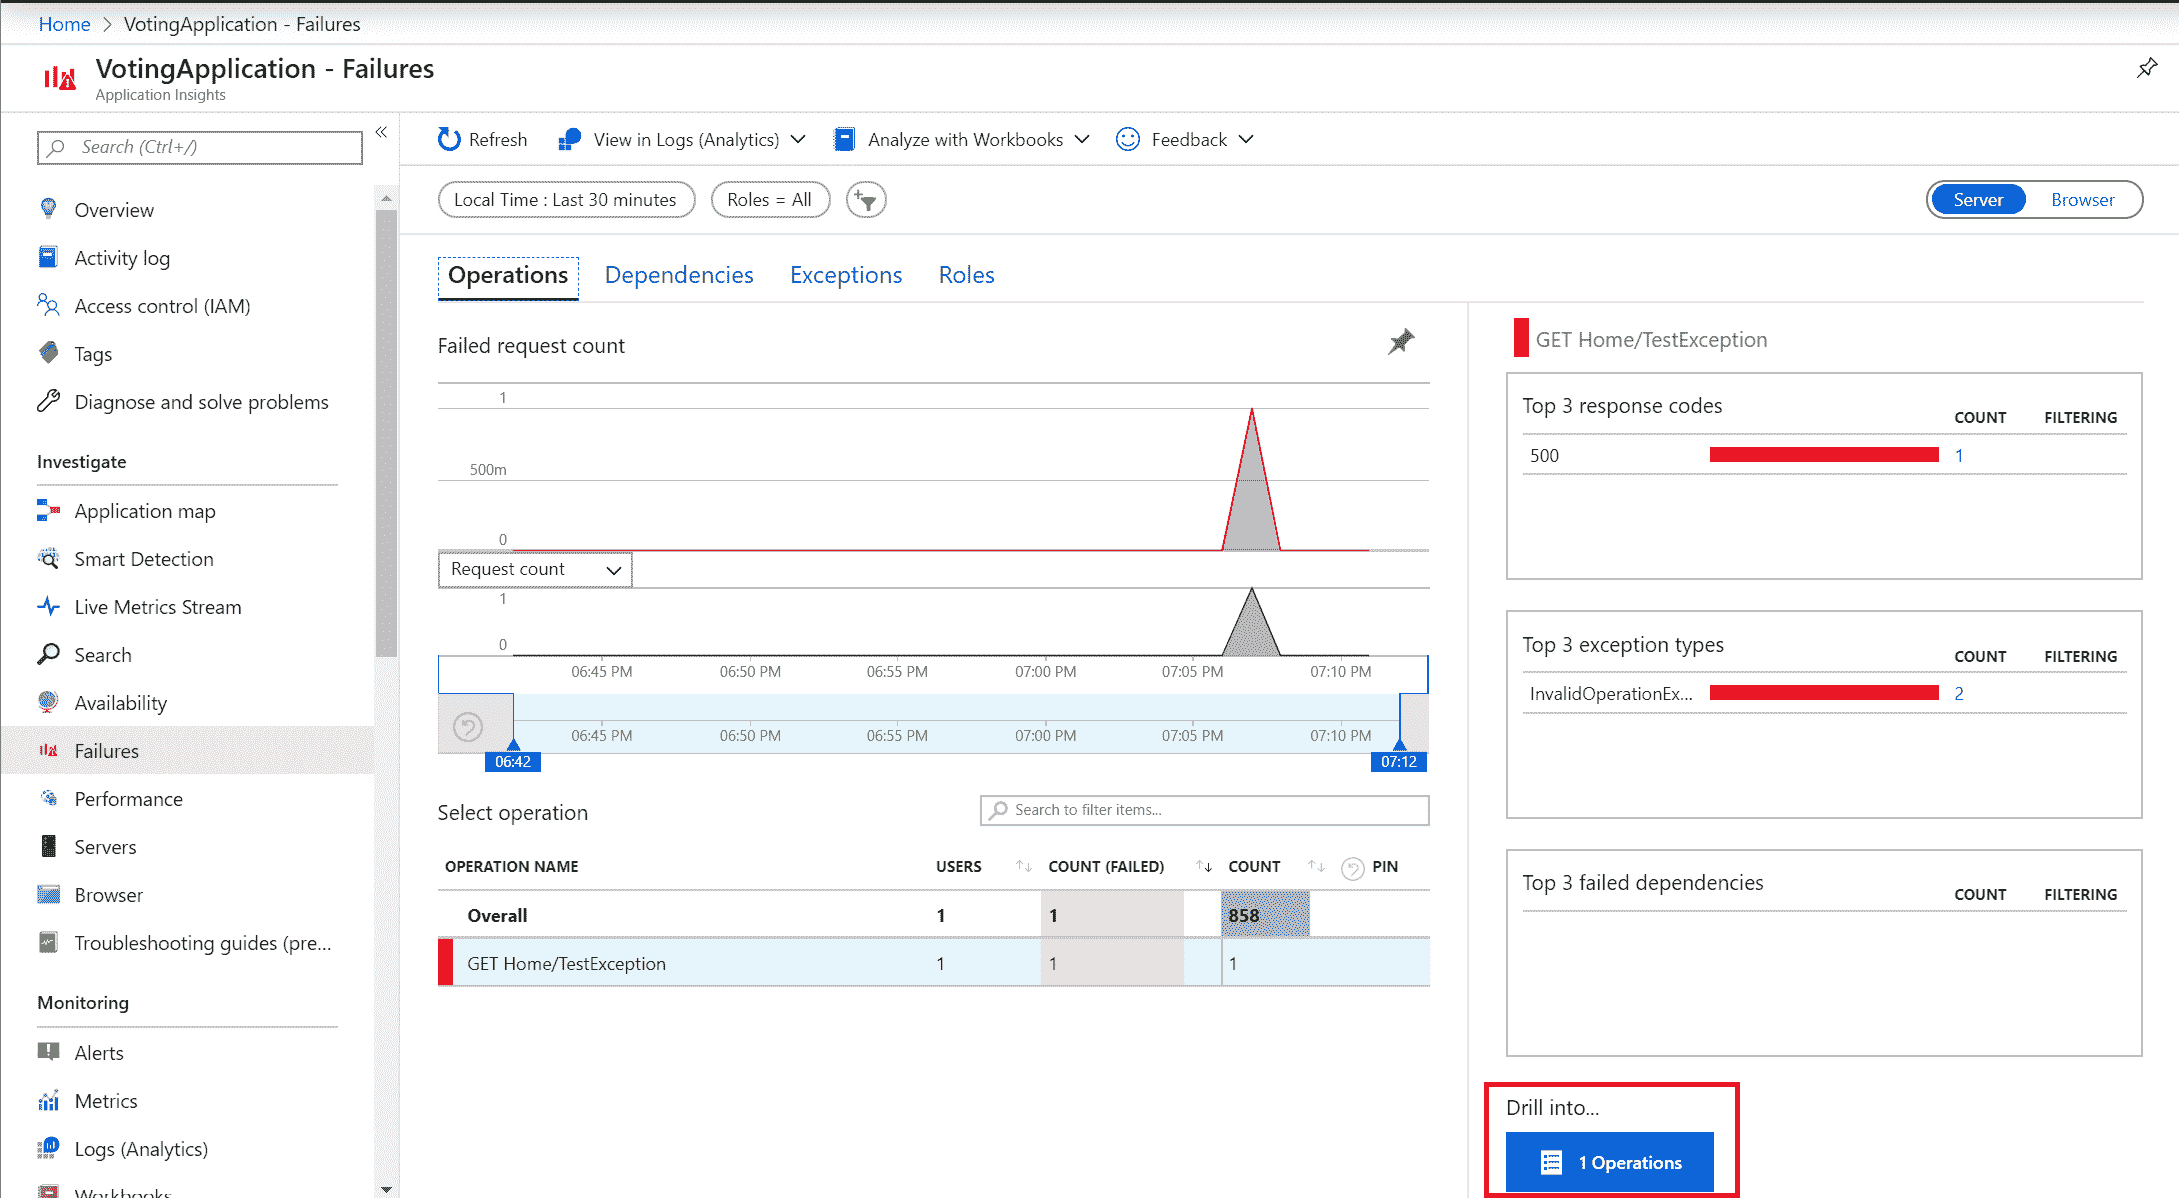 Home > VotingApplication - Failures
VotingApplication - Failures
Application Insights
Search (Ctrl+/)
Overview
Activity log
Access control (IAM)
Tags
Diagnose and solve problems
Investigate
Application map
Smart Detection
Live Metrics Stream
Search
Availability
Failures
Performance
Servers
Browser
Troubleshooting guides (pre...
Monitoring
Alerts
Metrics
Logs (Analytics)
Workbooks
Refresh View in Logs (Analytics) Analyze with Workbooks Feedback
Local Time : Last 30 minutes Roles = All
Server Browser
Operations Dependencies Exceptions Roles
Failed request count
1
500m
0
Request count
1
0
06:45 PM 06:50 PM 06:55 PM 07:00 PM 07:05 PM 07:10 PM
06:45 PM 06:50 PM 06:55 PM 07:00 PM 07:05 PM 07:10 PM
06:42 07:12
Select operation Search to filter items...
OPERATION NAME USERS COUNT (FAILED) COUNT PIN
Overall 1 1 858
GET Home/TestException 1 1 1
GET Home/TestException
Top 3 response codes COUNT FILTERING
500 1
Top 3 exception types COUNT FILTERING
InvalidOperationEx... 2
Top 3 failed dependencies COUNT FILTERING
Drill into...
1 Operations